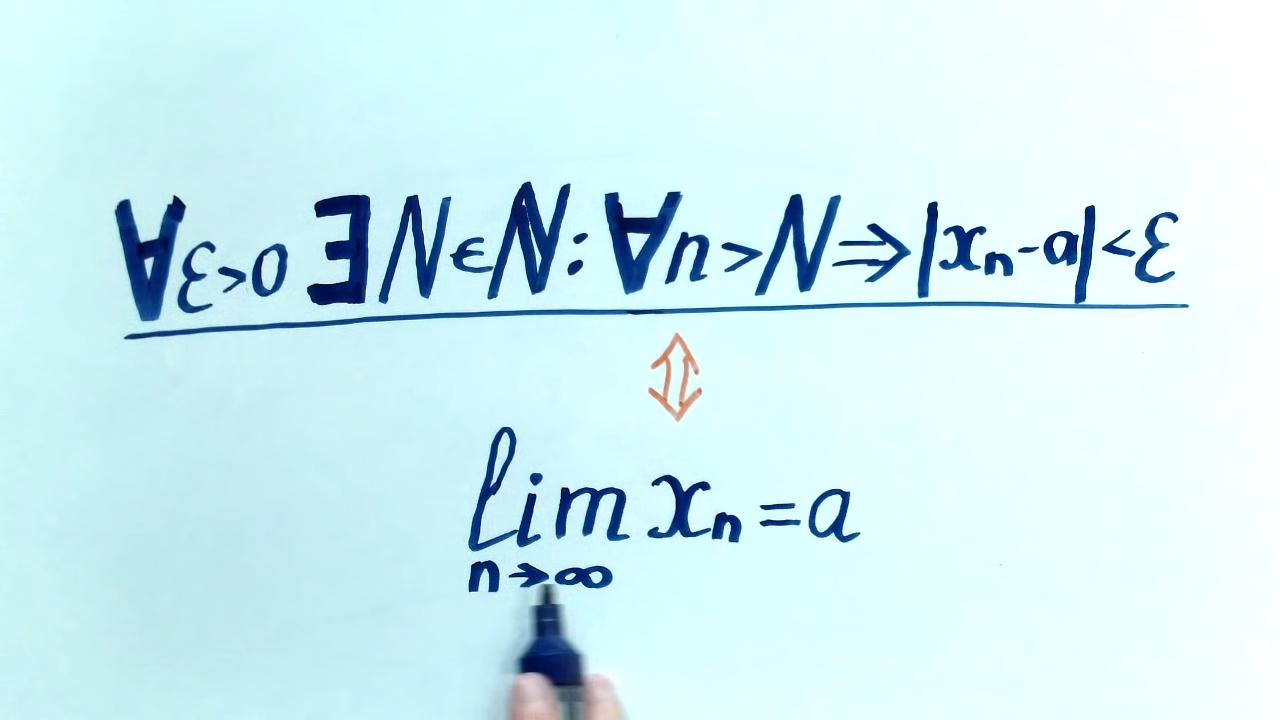 ∀ε>0 ∃N∈ℕ: ∀n>N ⇒ |xₙ-a|<ε
⇕
lim xₙ = a
n→∞